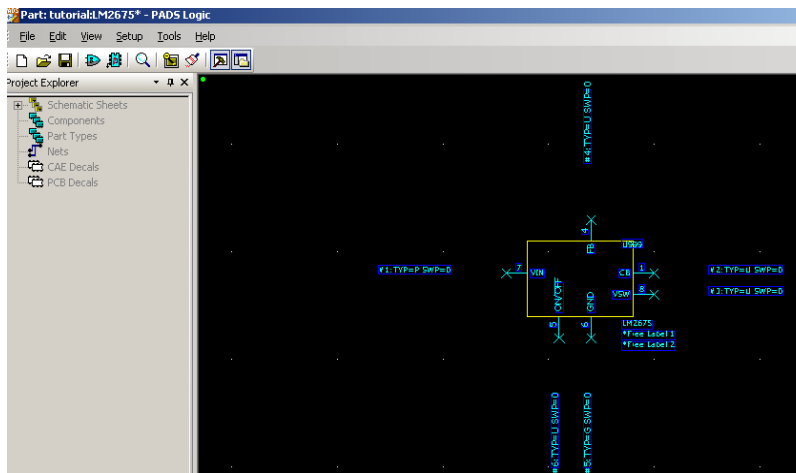 Part: tutorial:LM2675* - PADS Logic
File Edit View Setup Tools Help
Project Explorer
Schematic Sheets
Components
Part Types
Nets
CAE Decals
PCB Decals
#4:TYP=U SWP=0
4
FB
U999
#1:TYP=P SWP=0
7
VIN
CB
1
#2:TYP=U SWP=0
VSW
8
#3:TYP=U SWP=0
ON/OFF
GND
5
6
LM2675
*Free Label 1
*Free Label 2
#6:TYP=U SWP=0
#5:TYP=G SWP=0